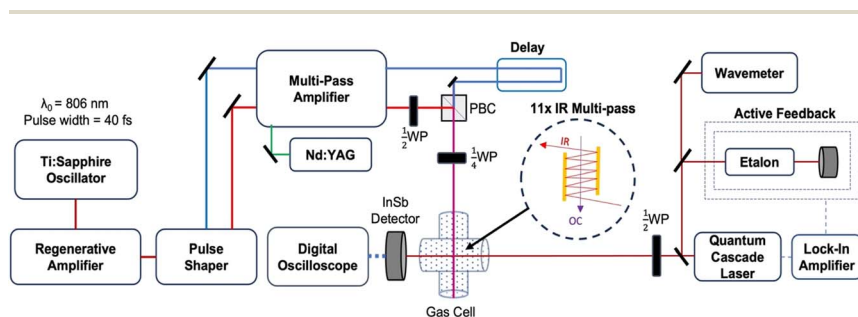 λ₀ = 806 nm
Pulse width = 40 fs
Ti:Sapphire
Oscillator
Regenerative
Amplifier
Pulse
Shaper
Multi-Pass
Amplifier
Nd:YAG
½WP
PBC
Delay
¼WP
11x IR Multi-pass
IR
OC
InSb
Detector
Digital
Oscilloscope
Gas Cell
½WP
Wavemeter
Active Feedback
Etalon
Quantum
Cascade
Laser
Lock-In
Amplifier